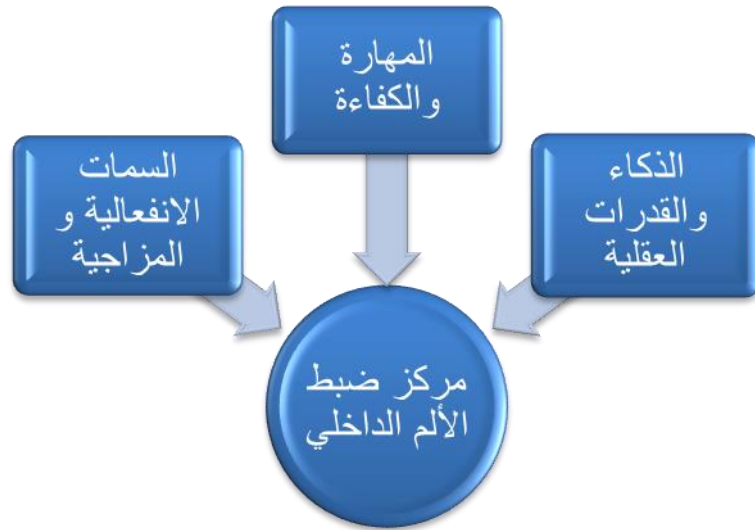 المهارة
والكفاءة
الذكاء
والقدرات
العقلية
السمات
الانفعالية و
المزاجية
مركز ضبط
الألم الداخلي